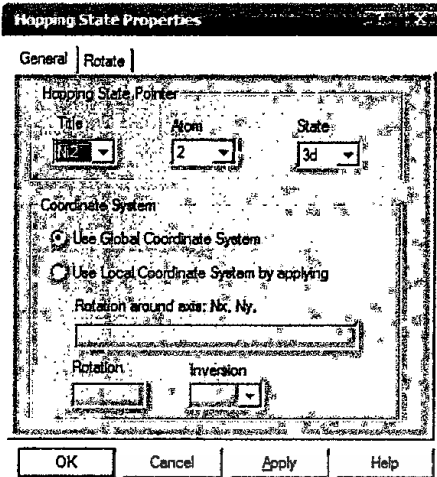 Hopping State Properties
General Rotate
Hopping State Pointer
Title Atom State
Ni2 2 3d
Coordinate System
Use Global Coordinate System
Use Local Coordinate System by applying
Rotation around axis: Nx, Ny,
Rotation Inversion
OK Cancel Apply Help